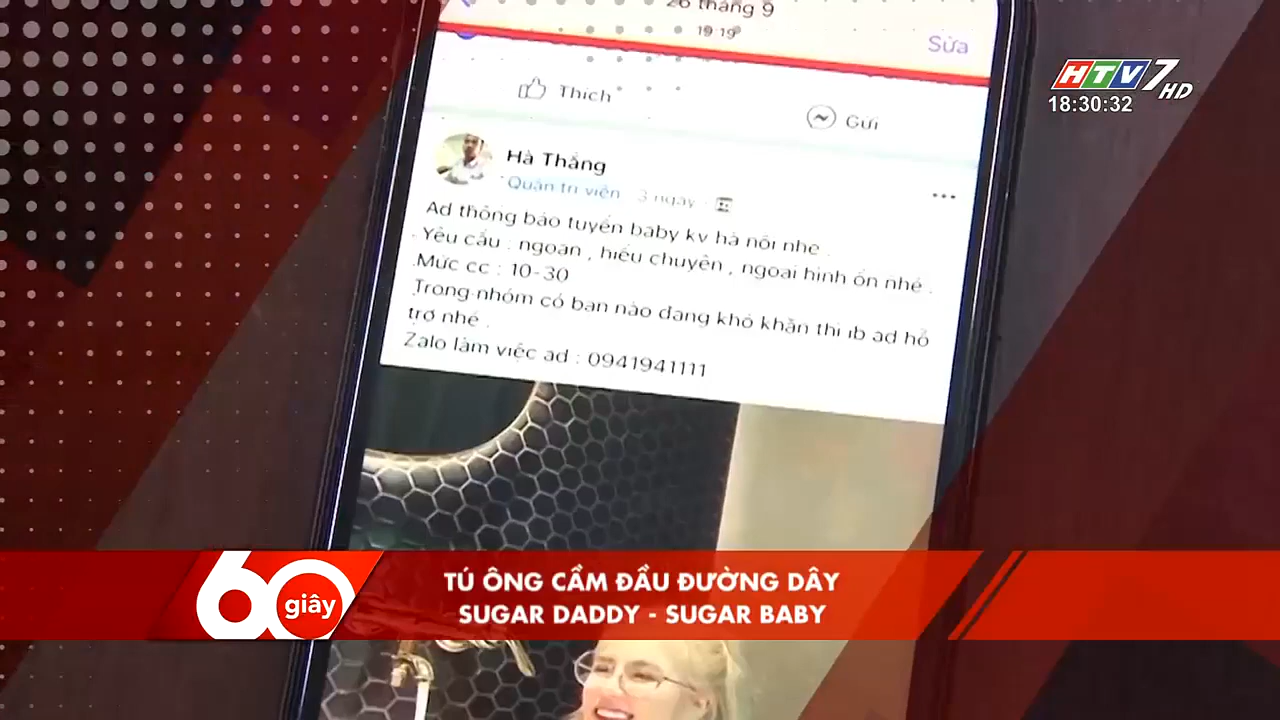 26 tháng 9
19:19
Sửa
HTV7 HD
18:30:32
Thích
Gửi
Hà Thắng
Quản trị viên · 3 ngày ·
Ad thông báo tuyển baby kv hà nội nhe .
Yêu cầu : ngoan , hiểu chuyện , ngoại hình ổn nhé .
Mức cc : 10-30
Trong nhóm có bạn nào đang khó khăn thì ib ad hỗ
trợ nhé .
Zalo làm việc ad : 0941941111
60 giây
TÚ ÔNG CẦM ĐẦU ĐƯỜNG DÂY
SUGAR DADDY - SUGAR BABY